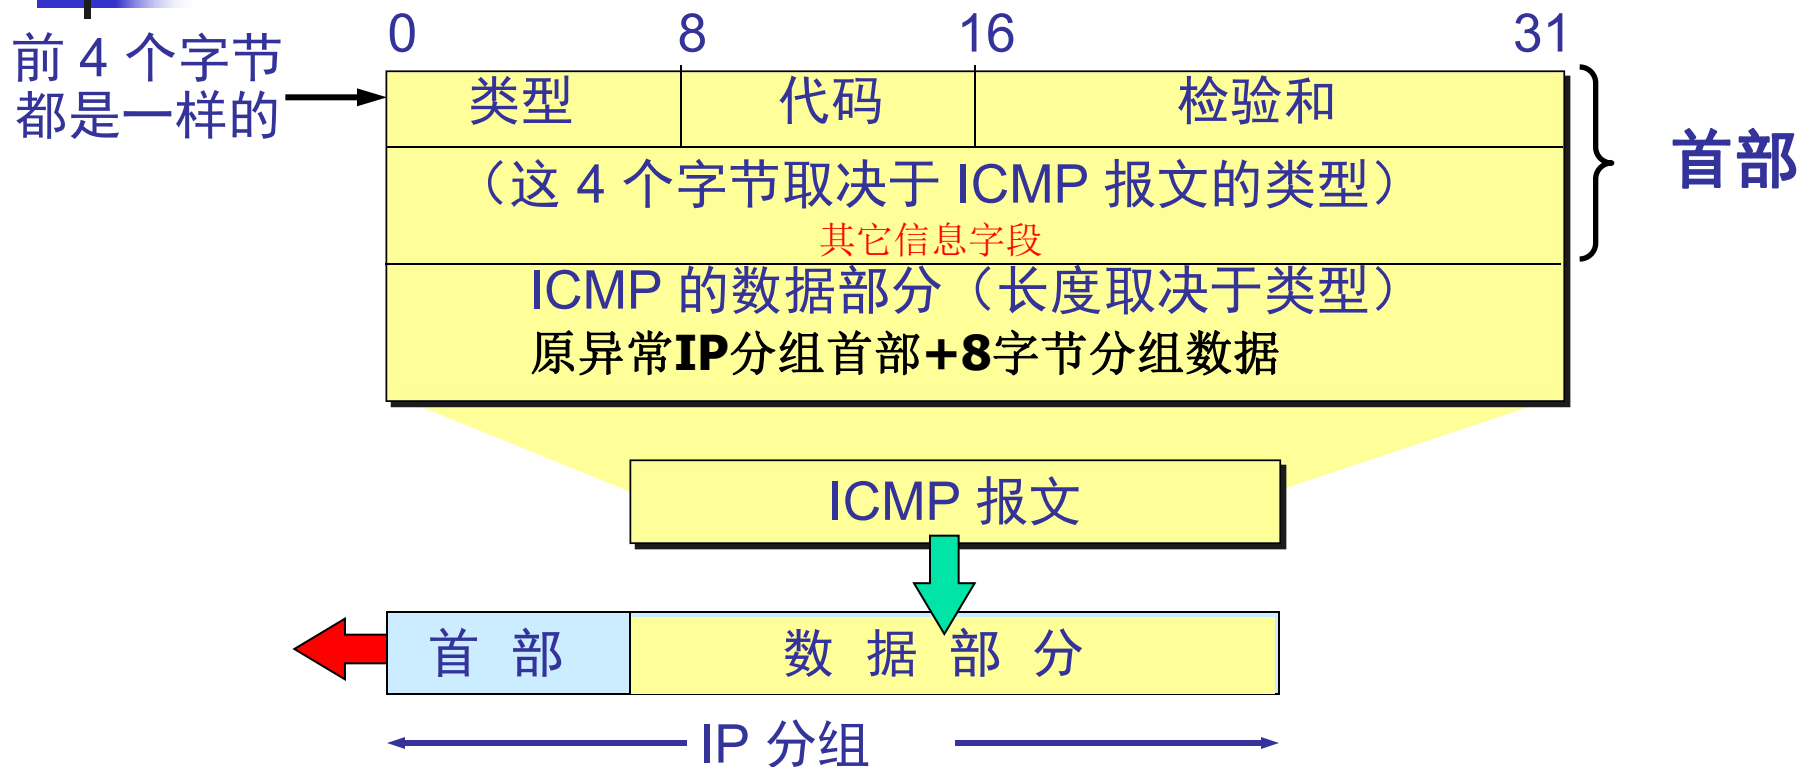 0 8 16 31
前 4 个字节
都是一样的
类型 代码 检验和
首部
（这 4 个字节取决于 ICMP 报文的类型）
其它信息字段
ICMP 的数据部分（长度取决于类型）
原异常IP分组首部+8字节分组数据
ICMP 报文
首 部 数 据 部 分
IP 分组